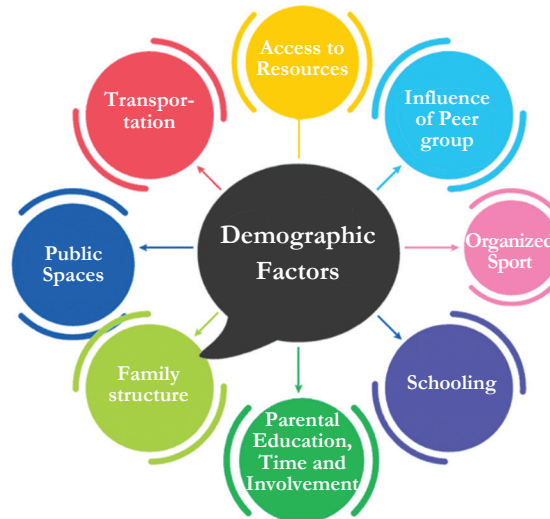 Access to
Resources
Transpor-
tation
Influence
of Peer
group
Demographic
Factors
Public
Spaces
Organized
Sport
Family
structure
Schooling
Parental
Education,
Time and
Involvement